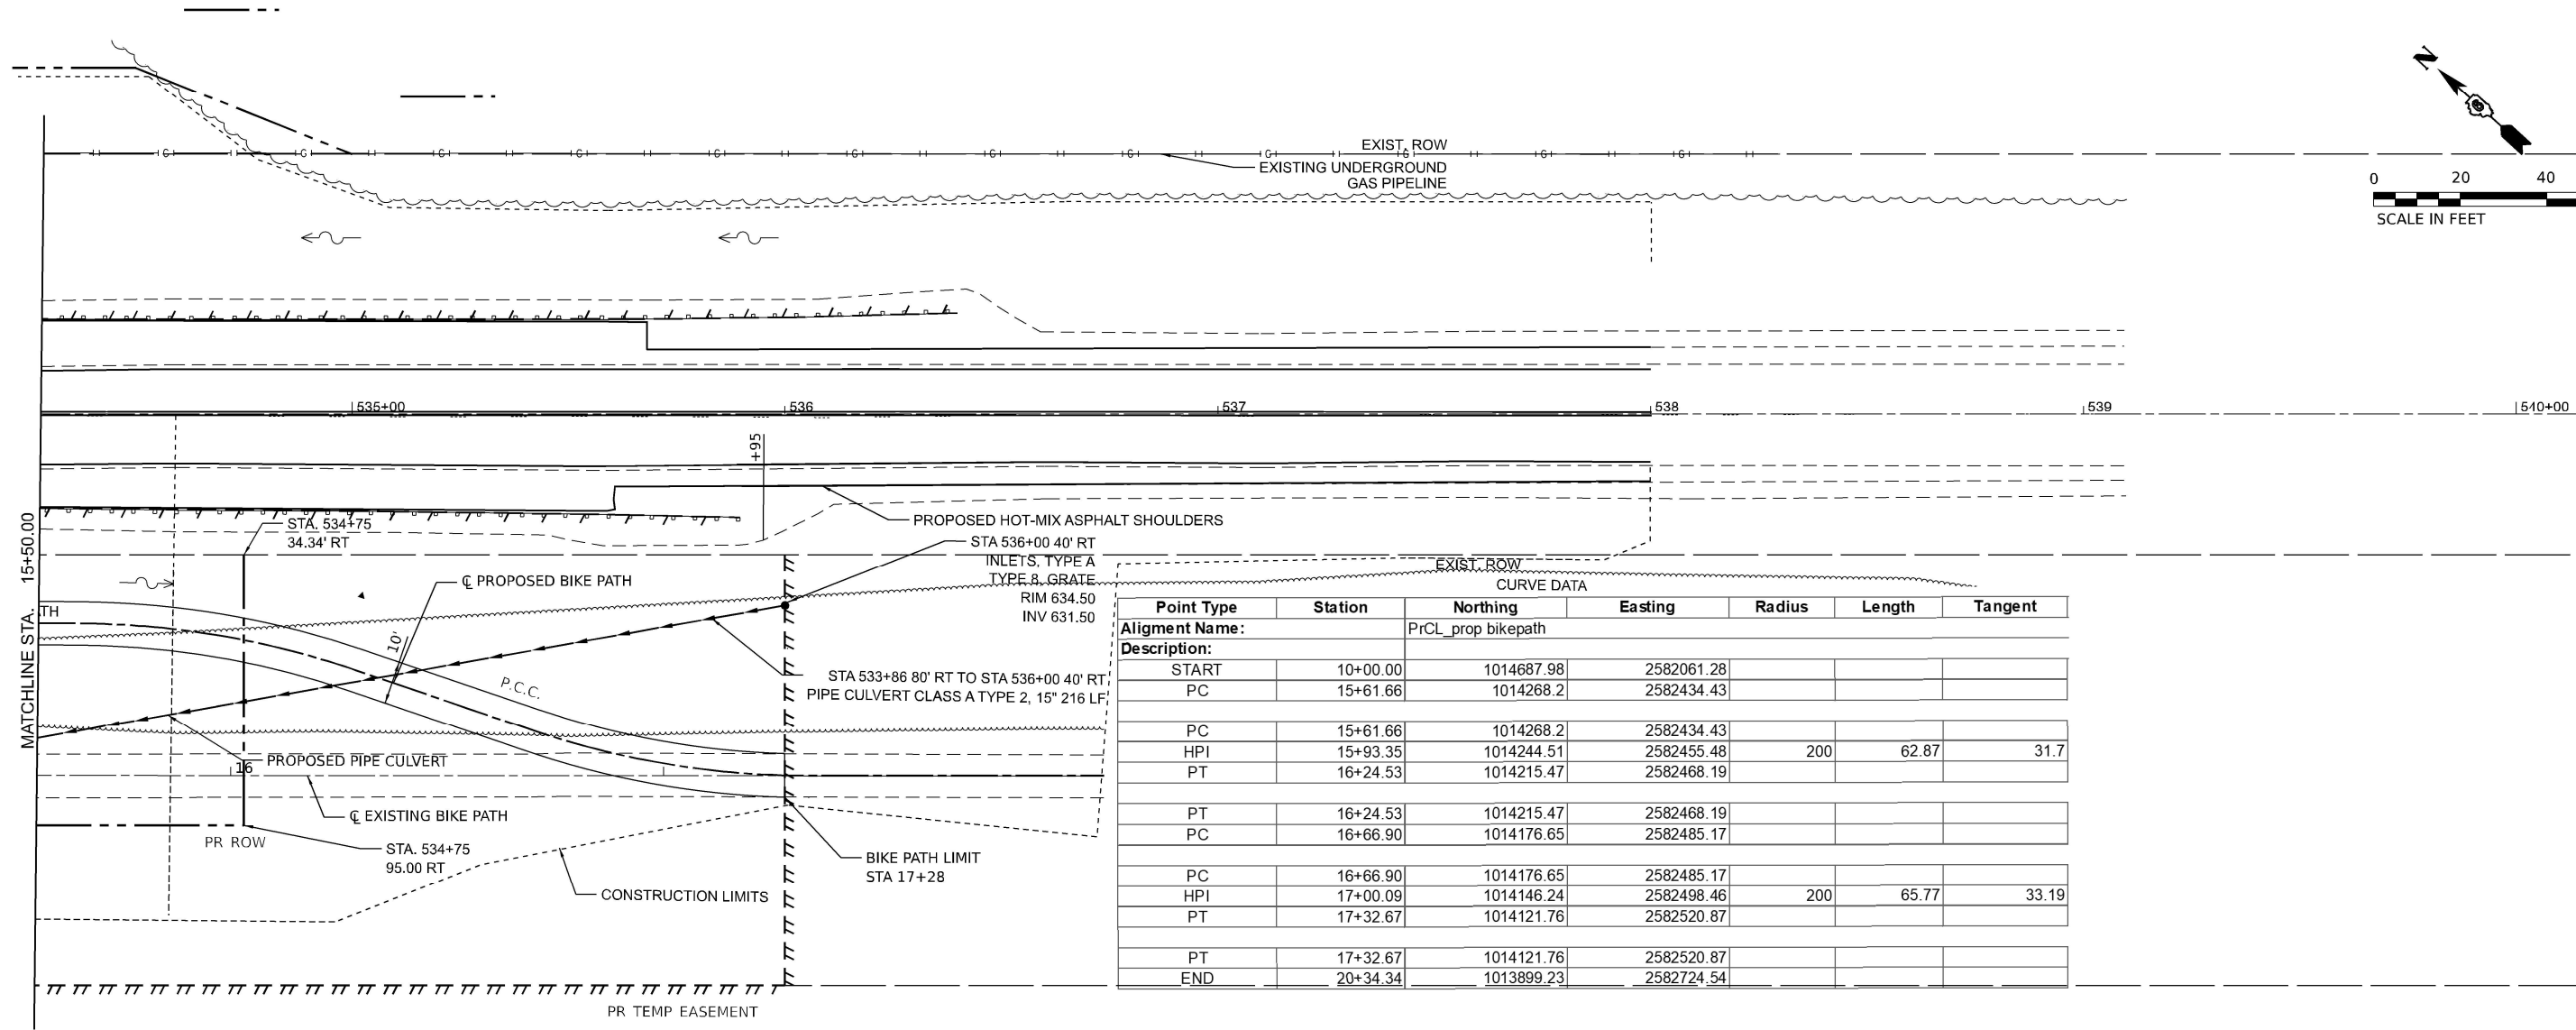 N
EXIST. ROW
EXISTING UNDERGROUND
GAS PIPELINE
G G G G G G G G G G G G
0 20 40
SCALE IN FEET
535+00 536 537 538 539 540+00
+95
STA. 534+75
34.34' RT
PROPOSED HOT-MIX ASPHALT SHOULDERS
STA 536+00 40' RT
INLETS, TYPE A
TYPE 8, GRATE
RIM 634.50
INV 631.50
℄ PROPOSED BIKE PATH
MATCHLINE STA. 15+50.00
TH
10'
P.C.C.
STA 533+86 80' RT TO STA 536+00 40' RT
PIPE CULVERT CLASS A TYPE 2, 15" 216 LF
PROPOSED PIPE CULVERT
16
℄ EXISTING BIKE PATH
PR ROW
STA. 534+75
95.00 RT
BIKE PATH LIMIT
STA 17+28
CONSTRUCTION LIMITS
PR TEMP EASEMENT
EXIST. ROW
CURVE DATA
Point Type Station Northing Easting Radius Length Tangent
Aligment Name: PrCL_prop bikepath
Description:
START 10+00.00 1014687.98 2582061.28
PC 15+61.66 1014268.2 2582434.43
PC 15+61.66 1014268.2 2582434.43
HPI 15+93.35 1014244.51 2582455.48 200 62.87 31.7
PT 16+24.53 1014215.47 2582468.19
PT 16+24.53 1014215.47 2582468.19
PC 16+66.90 1014176.65 2582485.17
PC 16+66.90 1014176.65 2582485.17
HPI 17+00.09 1014146.24 2582498.46 200 65.77 33.19
PT 17+32.67 1014121.76 2582520.87
PT 17+32.67 1014121.76 2582520.87
END 20+34.34 1013899.23 2582724.54